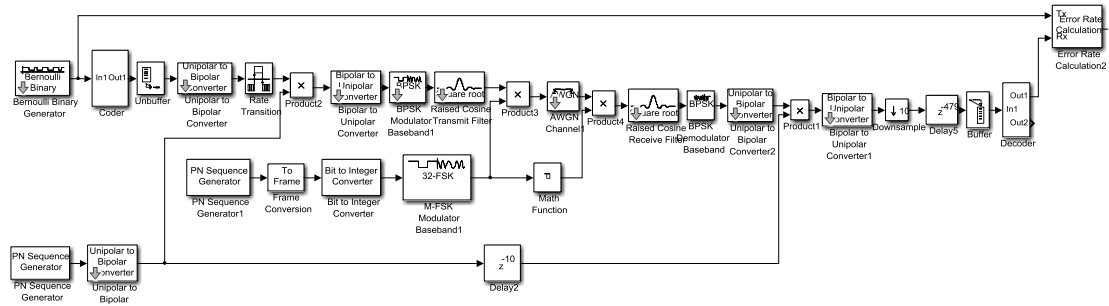 Tx
Error Rate
Calculation
Rx
Error Rate
Calculation2
Bernoulli
Binary
Bernoulli Binary
Generator
In1 Out1
Coder
Unbuffer
Unipolar to
Bipolar
Converter
Unipolar to
Bipolar
Converter
Rate
Transition
×
Product2
Bipolar to
Unipolar
Converter
Bipolar to
Unipolar
Converter
BPSK
BPSK
Modulator
Baseband1
Square root
Raised Cosine
Transmit Filter
×
Product3
AWGN
AWGN
Channel1
×
Product4
Square root
Raised Cosine
Receive Filter
BPSK
BPSK
Demodulator
Baseband
Unipolar to
Bipolar
Converter
Unipolar to
Bipolar
Converter2
×
Product1
Bipolar to
Unipolar
Converter
Bipolar to
Unipolar
Converter1
10
Downsample
z-479
Delay5
Buffer
Out1
In1
Out2
Decoder
PN Sequence
Generator
PN Sequence
Generator1
To
Frame
Frame
Conversion
Bit to Integer
Converter
Bit to Integer
Converter
32-FSK
M-FSK
Modulator
Baseband1
Math
Function
PN Sequence
Generator
PN Sequence
Generator
Unipolar to
Bipolar
Converter
Unipolar to
Bipolar
z-10
Delay2